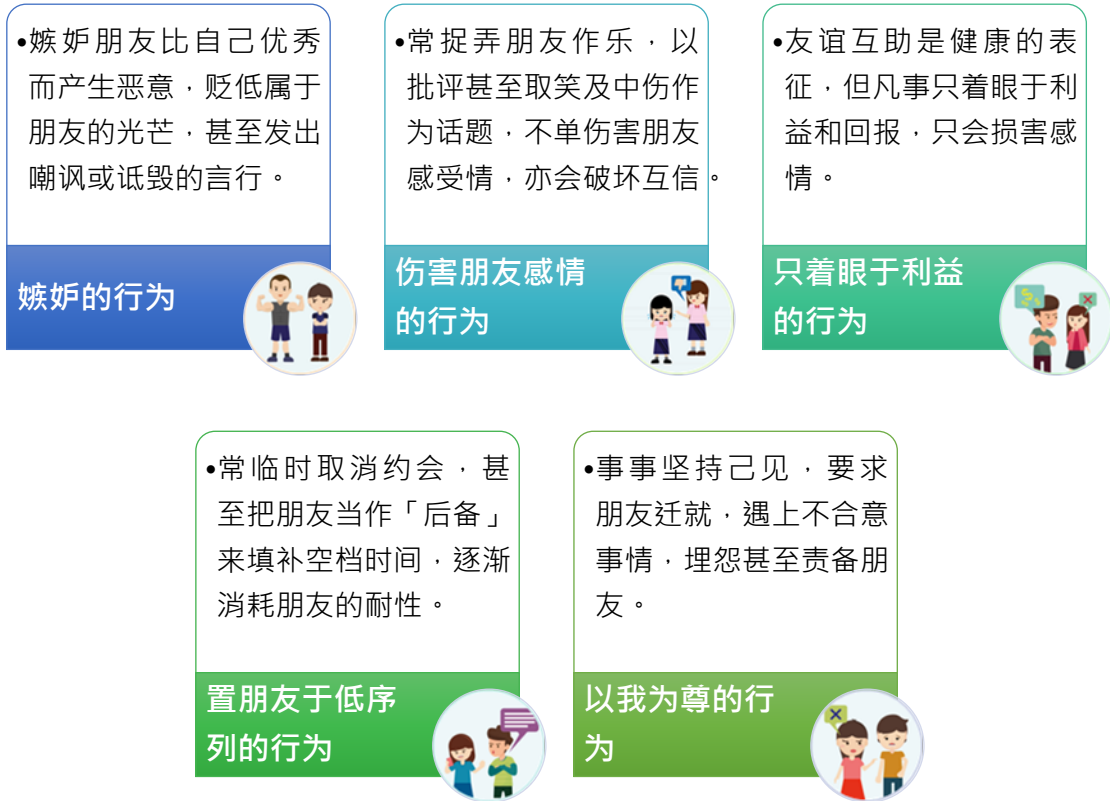 •嫉妒朋友比自己优秀
而产生恶意，贬低属于
朋友的光芒，甚至发出
嘲讽或诋毁的言行。
嫉妒的行为
•常捉弄朋友作乐，以
批评甚至取笑及中伤作
为话题，不单伤害朋友
感受情，亦会破坏互信。
伤害朋友感情
的行为
•友谊互助是健康的表
征，但凡事只着眼于利
益和回报，只会损害感
情。
只着眼于利益
的行为
•常临时取消约会，甚
至把朋友当作「后备」
来填补空档时间，逐渐
消耗朋友的耐性。
置朋友于低序
列的行为
•事事坚持己见，要求
朋友迁就，遇上不合意
事情，埋怨甚至责备朋
友。
以我为尊的行
为